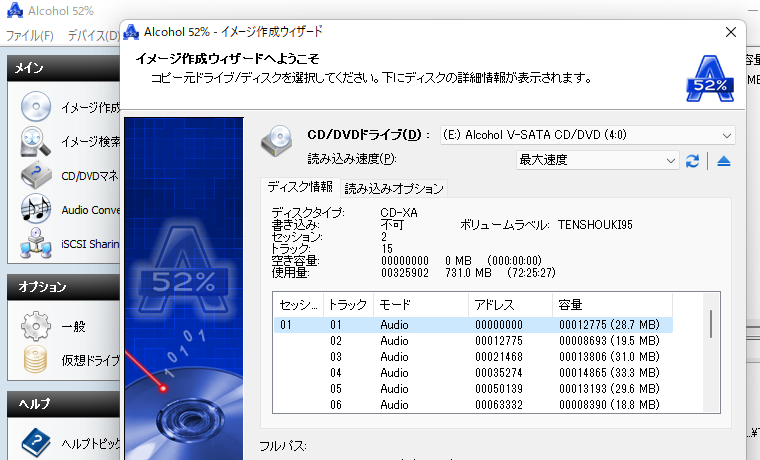 Alcohol 52%
ファイル(F) デバイス(D)
メイン
イメージ作成
イメージ検索
CD/DVDマネ
Audio Conve
iSCSI Sharin
オプション
一般
仮想ドライブ
ヘルプ
ヘルプトピック
Alcohol 52% - イメージ作成ウィザード
イメージ作成ウィザードへようこそ
コピー元ドライブ/ディスクを選択してください。下にディスクの詳細情報が表示されます。
52%
52%
10101
CD/DVDドライブ(D) : (E:) Alcohol V-SATA CD/DVD (4:0)
読み込み速度(P): 最大速度
ディスク情報 読み込みオプション
ディスクタイプ: CD-XA
書き込み: 不可 ボリュームラベル: TENSHOUKI95
セッション: 2
トラック: 15
空き容量: 00000000 0 MB (000:00:00)
使用量: 00325902 731.0 MB (72:25:27)
セッシ... トラック モード アドレス 容量
01 01 Audio 00000000 00012775 (28.7 MB)
02 Audio 00012775 00008693 (19.5 MB)
03 Audio 00021468 00013806 (31.0 MB)
04 Audio 00035274 00014865 (33.3 MB)
05 Audio 00050139 00013193 (29.6 MB)
06 Audio 00063332 00008390 (18.8 MB)
フルパス:
容量